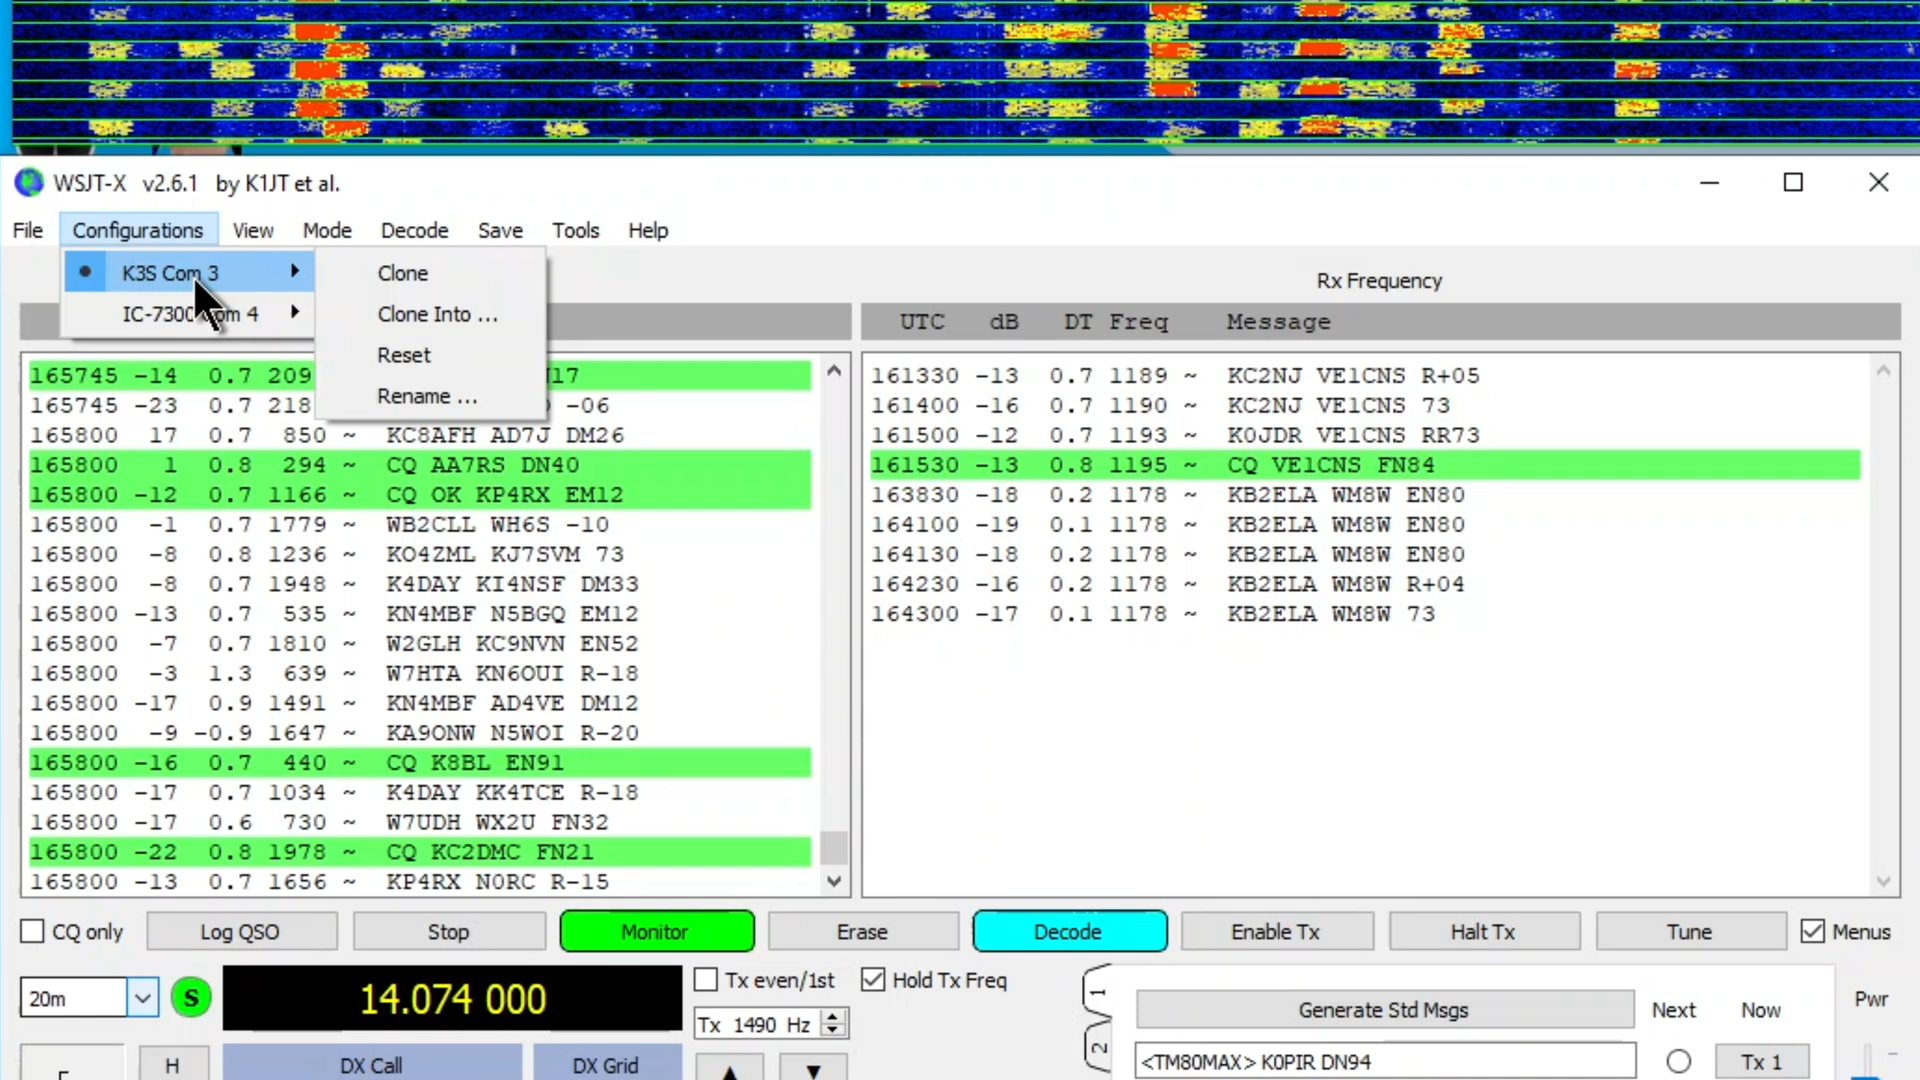 WSJT-X v2.6.1 by K1JT et al.
File Configurations View Mode Decode Save Tools Help
K3S Com 3
IC-7300 4
Clone
Clone Into ...
Reset
Rename ...
Rx Frequency
UTC dB DT Freq Message
165745 -14 0.7 209 17
165745 -23 0.7 218 -06
165800 17 0.7 850 ~ KC8AFH AD7J DM26
165800 1 0.8 294 ~ CQ AA7RS DN40
165800 -12 0.7 1166 ~ CQ OK KP4RX EM12
165800 -1 0.7 1779 ~ WB2CLL WH6S -10
165800 -8 0.8 1236 ~ KO4ZML KJ7SVM 73
165800 -8 0.7 1948 ~ K4DAY KI4NSF DM33
165800 -13 0.7 535 ~ KN4MBF N5BGQ EM12
165800 -7 0.7 1810 ~ W2GLH KC9NVN EN52
165800 -3 1.3 639 ~ W7HTA KN6OUI R-18
165800 -17 0.9 1491 ~ KN4MBF AD4VE DM12
165800 -9 -0.9 1647 ~ KA9ONW N5WOI R-20
165800 -16 0.7 440 ~ CQ K8BL EN91
165800 -17 0.7 1034 ~ K4DAY KK4TCE R-18
165800 -17 0.6 730 ~ W7UDH WX2U FN32
165800 -22 0.8 1978 ~ CQ KC2DMC FN21
165800 -13 0.7 1656 ~ KP4RX N0RC R-15
161330 -13 0.7 1189 ~ KC2NJ VE1CNS R+05
161400 -16 0.7 1190 ~ KC2NJ VE1CNS 73
161500 -12 0.7 1193 ~ K0JDR VE1CNS RR73
161530 -13 0.8 1195 ~ CQ VE1CNS FN84
163830 -18 0.2 1178 ~ KB2ELA WM8W EN80
164100 -19 0.1 1178 ~ KB2ELA WM8W EN80
164130 -18 0.2 1178 ~ KB2ELA WM8W EN80
164230 -16 0.2 1178 ~ KB2ELA WM8W R+04
164300 -17 0.1 1178 ~ KB2ELA WM8W 73
CQ only Log QSO Stop Monitor Erase Decode Enable Tx Halt Tx Tune Menus
20m S 14.074 000 Tx even/1st Hold Tx Freq
Tx 1490 Hz
1
2
Generate Std Msgs Next Now Pwr
H DX Call DX Grid
<TM80MAX> K0PIR DN94 Tx 1